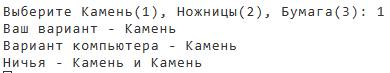 Выберите Камень(1), Ножницы(2), Бумага(3): 1
Ваш вариант - Камень
Вариант компьютера - Камень
Ничья - Камень и Камень